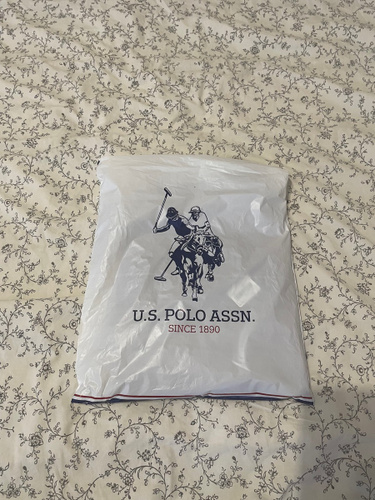 U.S. POLO ASSN.
SINCE 1890